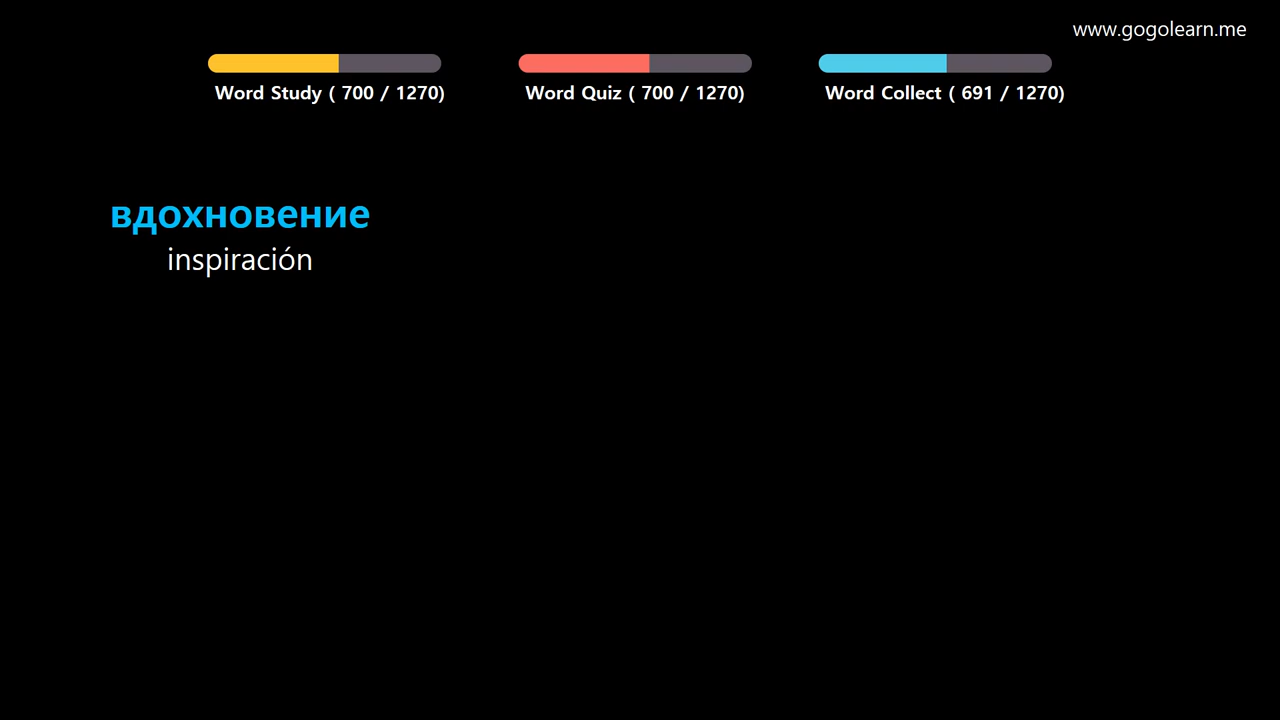 www.gogolearn.me
Word Study ( 700 / 1270)
Word Quiz ( 700 / 1270)
Word Collect ( 691 / 1270)
вдохновение
inspiración